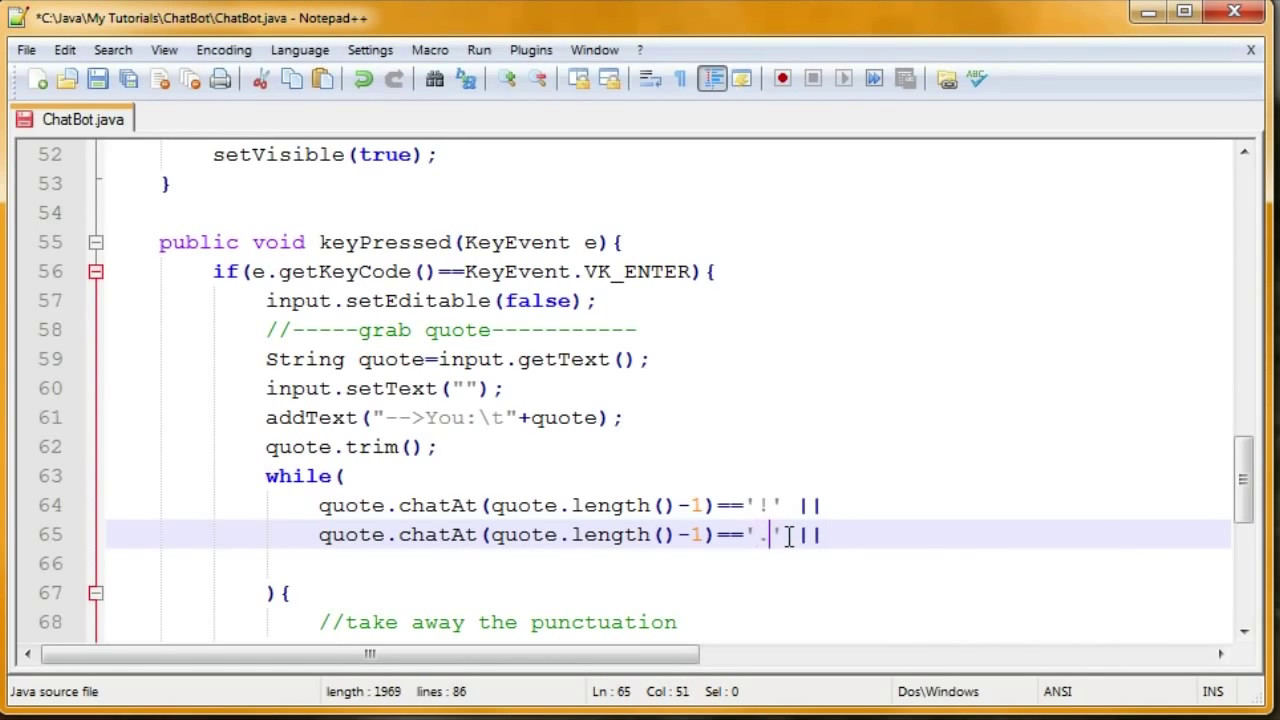 *C:\Java\My Tutorials\ChatBot\ChatBot.java - Notepad++
File Edit Search View Encoding Language Settings Macro Run Plugins Window ? X
ABC
ChatBot.java
52 setVisible(true);
53 }
54
55 public void keyPressed(KeyEvent e){
56 if(e.getKeyCode()==KeyEvent.VK_ENTER){
57 input.setEditable(false);
58 //-----grab quote-----------
59 String quote=input.getText();
60 input.setText("");
61 addText("-->You:\t"+quote);
62 quote.trim();
63 while(
64 quote.chatAt(quote.length()-1)=='!' ||
65 quote.chatAt(quote.length()-1)=='.' ||
66
67 ){
68 //take away the punctuation
Java source file length : 1969 lines : 86 Ln : 65 Col : 51 Sel : 0 Dos\Windows ANSI INS